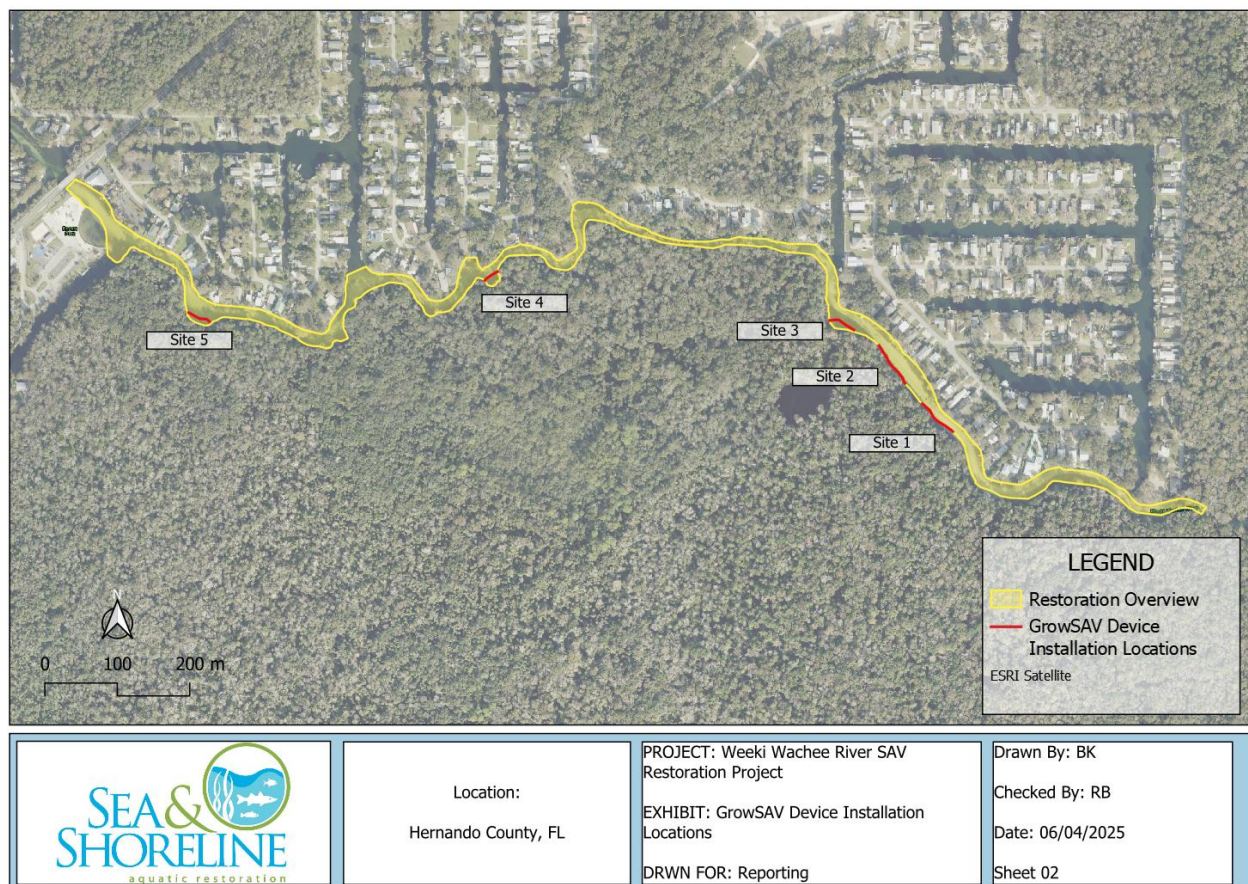 Site 4
Site 3
Site 5
Site 2
Site 1
LEGEND
Restoration Overview
GrowSAV Device
Installation Locations
ESRI Satellite
N
0 100 200 m
SEA &
SHORELINE
aquatic restoration
Location:
Hernando County, FL
PROJECT: Weeki Wachee River SAV
Restoration Project
EXHIBIT: GrowSAV Device Installation
Locations
DRWN FOR: Reporting
Drawn By: BK
Checked By: RB
Date: 06/04/2025
Sheet 02